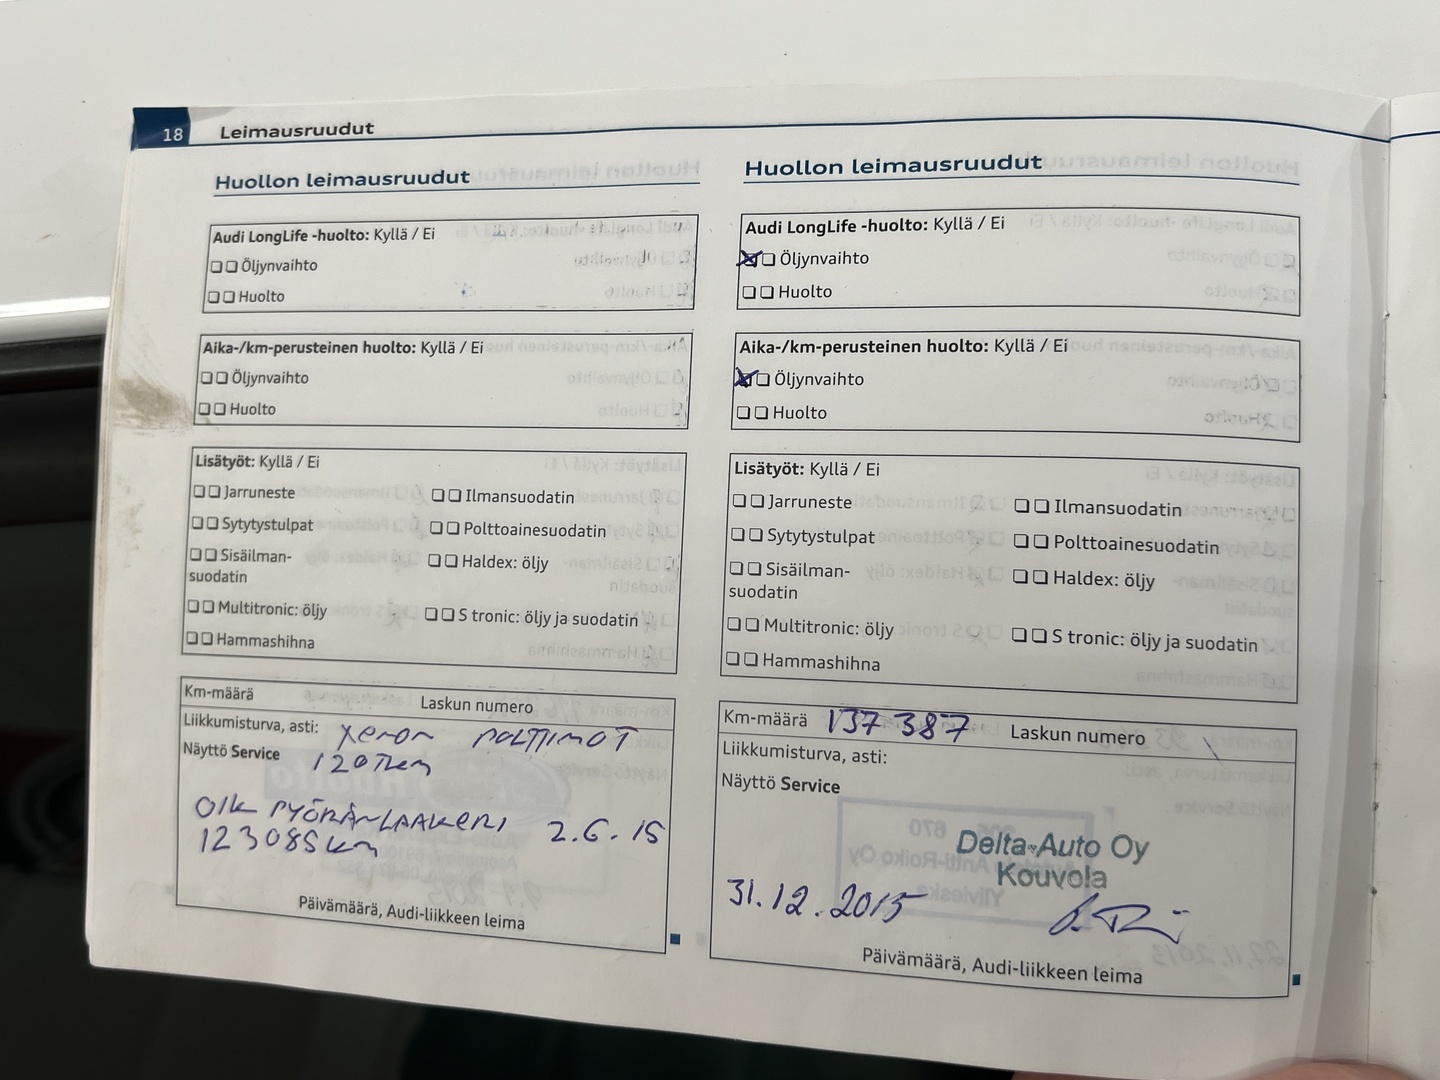 18 Leimausruudut
Huollon leimausruudut
Audi LongLife -huolto: Kyllä / Ei
❏ ❏ Öljynvaihto
❏ ❏ Huolto
Aika-/km-perusteinen huolto: Kyllä / Ei
❏ ❏ Öljynvaihto
❏ ❏ Huolto
Lisätyöt: Kyllä / Ei
❏ ❏ Jarruneste ❏ ❏ Ilmansuodatin
❏ ❏ Sytytystulpat ❏ ❏ Polttoainesuodatin
❏ ❏ Sisäilman- ❏ ❏ Haldex: öljy
suodatin
❏ ❏ Multitronic: öljy ❏ ❏ S tronic: öljy ja suodatin
❏ ❏ Hammashihna
Km-määrä Laskun numero
Liikkumisturva, asti: XENON POLTTIMOT
Näyttö Service 120Tkm
OIK PYÖRÄNLAAKERI 2.6.15
123085km
Päivämäärä, Audi-liikkeen leima
Huollon leimausruudut
Audi LongLife -huolto: Kyllä / Ei
☒ ❏ Öljynvaihto
❏ ❏ Huolto
Aika-/km-perusteinen huolto: Kyllä / Ei
☒ ❏ Öljynvaihto
❏ ❏ Huolto
Lisätyöt: Kyllä / Ei
❏ ❏ Jarruneste ❏ ❏ Ilmansuodatin
❏ ❏ Sytytystulpat ❏ ❏ Polttoainesuodatin
❏ ❏ Sisäilman- ❏ ❏ Haldex: öljy
suodatin
❏ ❏ Multitronic: öljy ❏ ❏ S tronic: öljy ja suodatin
❏ ❏ Hammashihna
Km-määrä 137 387 Laskun numero
Liikkumisturva, asti:
Näyttö Service
Delta-Auto Oy
Kouvola
31.12.2015
Päivämäärä, Audi-liikkeen leima